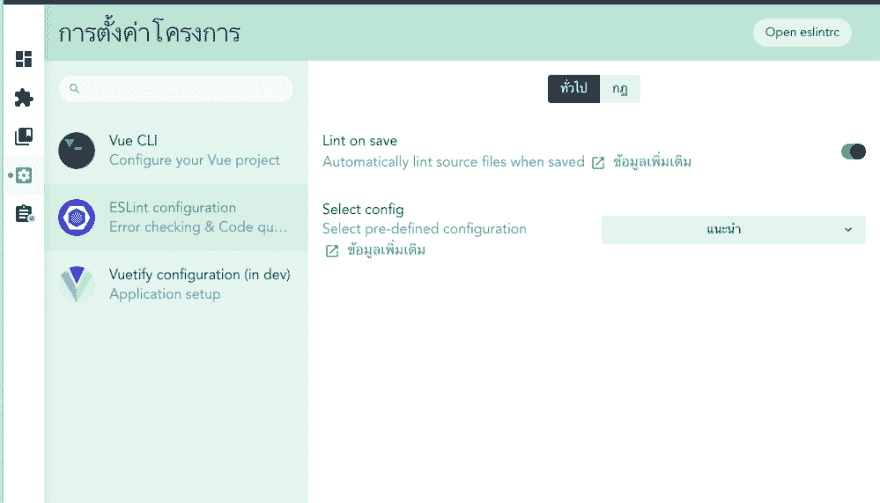 การตั้งค่าโครงการ
Open eslintrc
Vue CLI
Configure your Vue project
ESLint configuration
Error checking & Code qu...
Vuetify configuration (in dev)
Application setup
ทั่วไป กฎ
Lint on save
Automatically lint source files when saved ข้อมูลเพิ่มเติม
Select config
Select pre-defined configuration
ข้อมูลเพิ่มเติม
แนะนำ